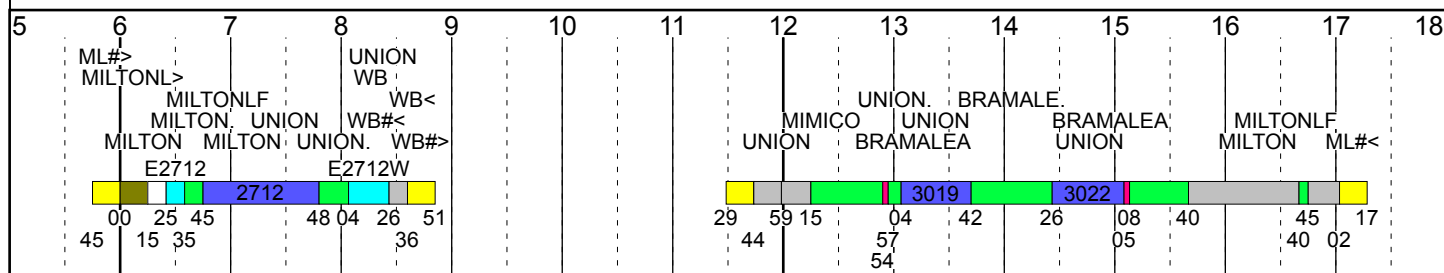 5 6 7 8 9 10 11 12 13 14 15 16 17 18
ML#> UNION
MILTONL> WB
MILTONLF WB< UNION. BRAMALE.
MILTON. UNION WB#< MIMICO UNION BRAMALEA MILTONLF
MILTON MILTON UNION. WB#> UNION BRAMALEA UNION MILTON ML#<
E2712 E2712W
2712 3019 3022
00 25 45 48 04 26 51 29 59 15 04 42 26 08 40 45 17
45 15 35 36 44 57 05 40 02
54